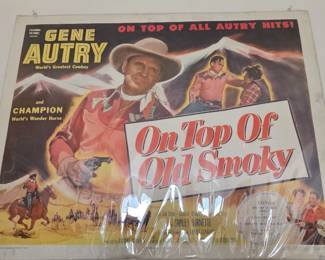 ON TOP OF ALL AUTRY HITS!
GENE
AUTRY
World's Greatest Cowboy
and
CHAMPION
World's Wonder Horse
On Top Of
Old Smoky
BURNETTE